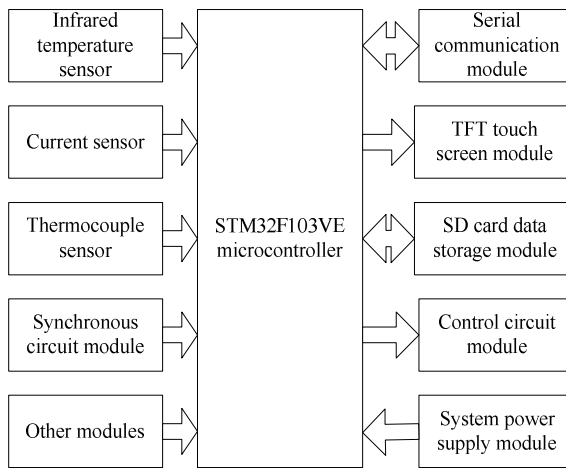 Infrared
temperature
sensor
Current sensor
Thermocouple
sensor
Synchronous
circuit module
Other modules
STM32F103VE
microcontroller
Serial
communication
module
TFT touch
screen module
SD card data
storage module
Control circuit
module
System power
supply module